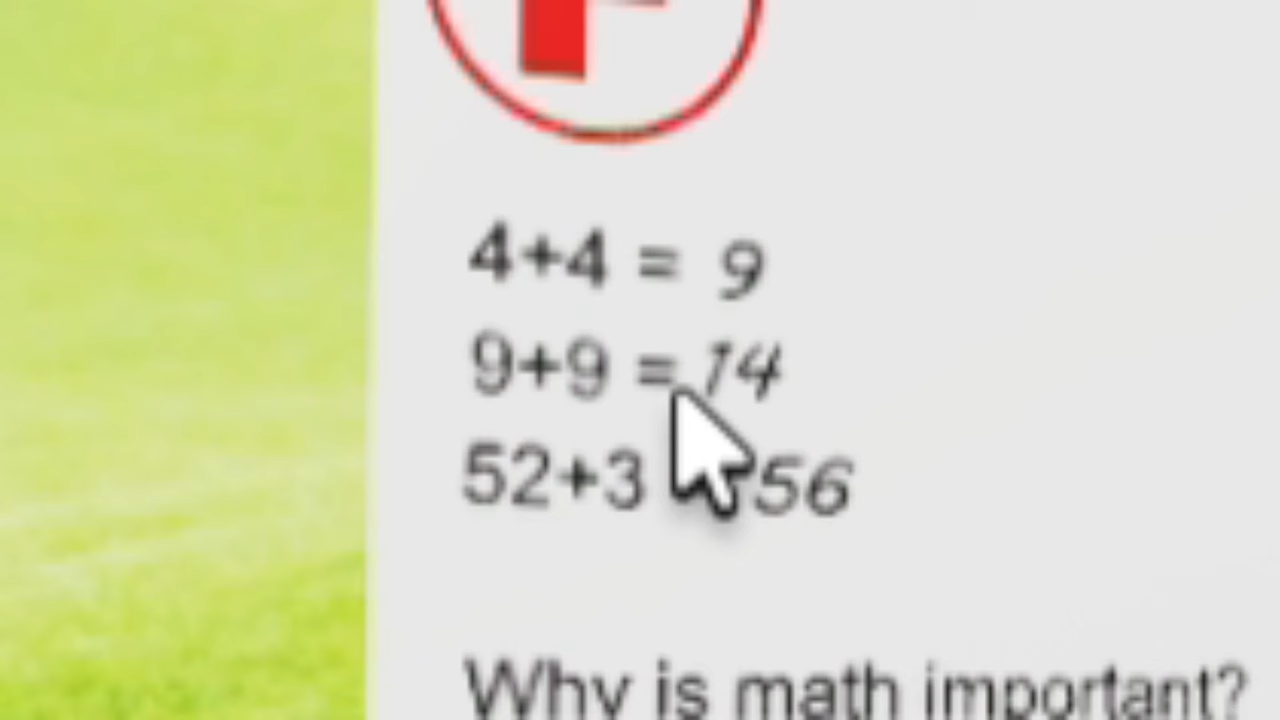 4+4 = 9
9+9 = 14
52+3 56
Why is math important?